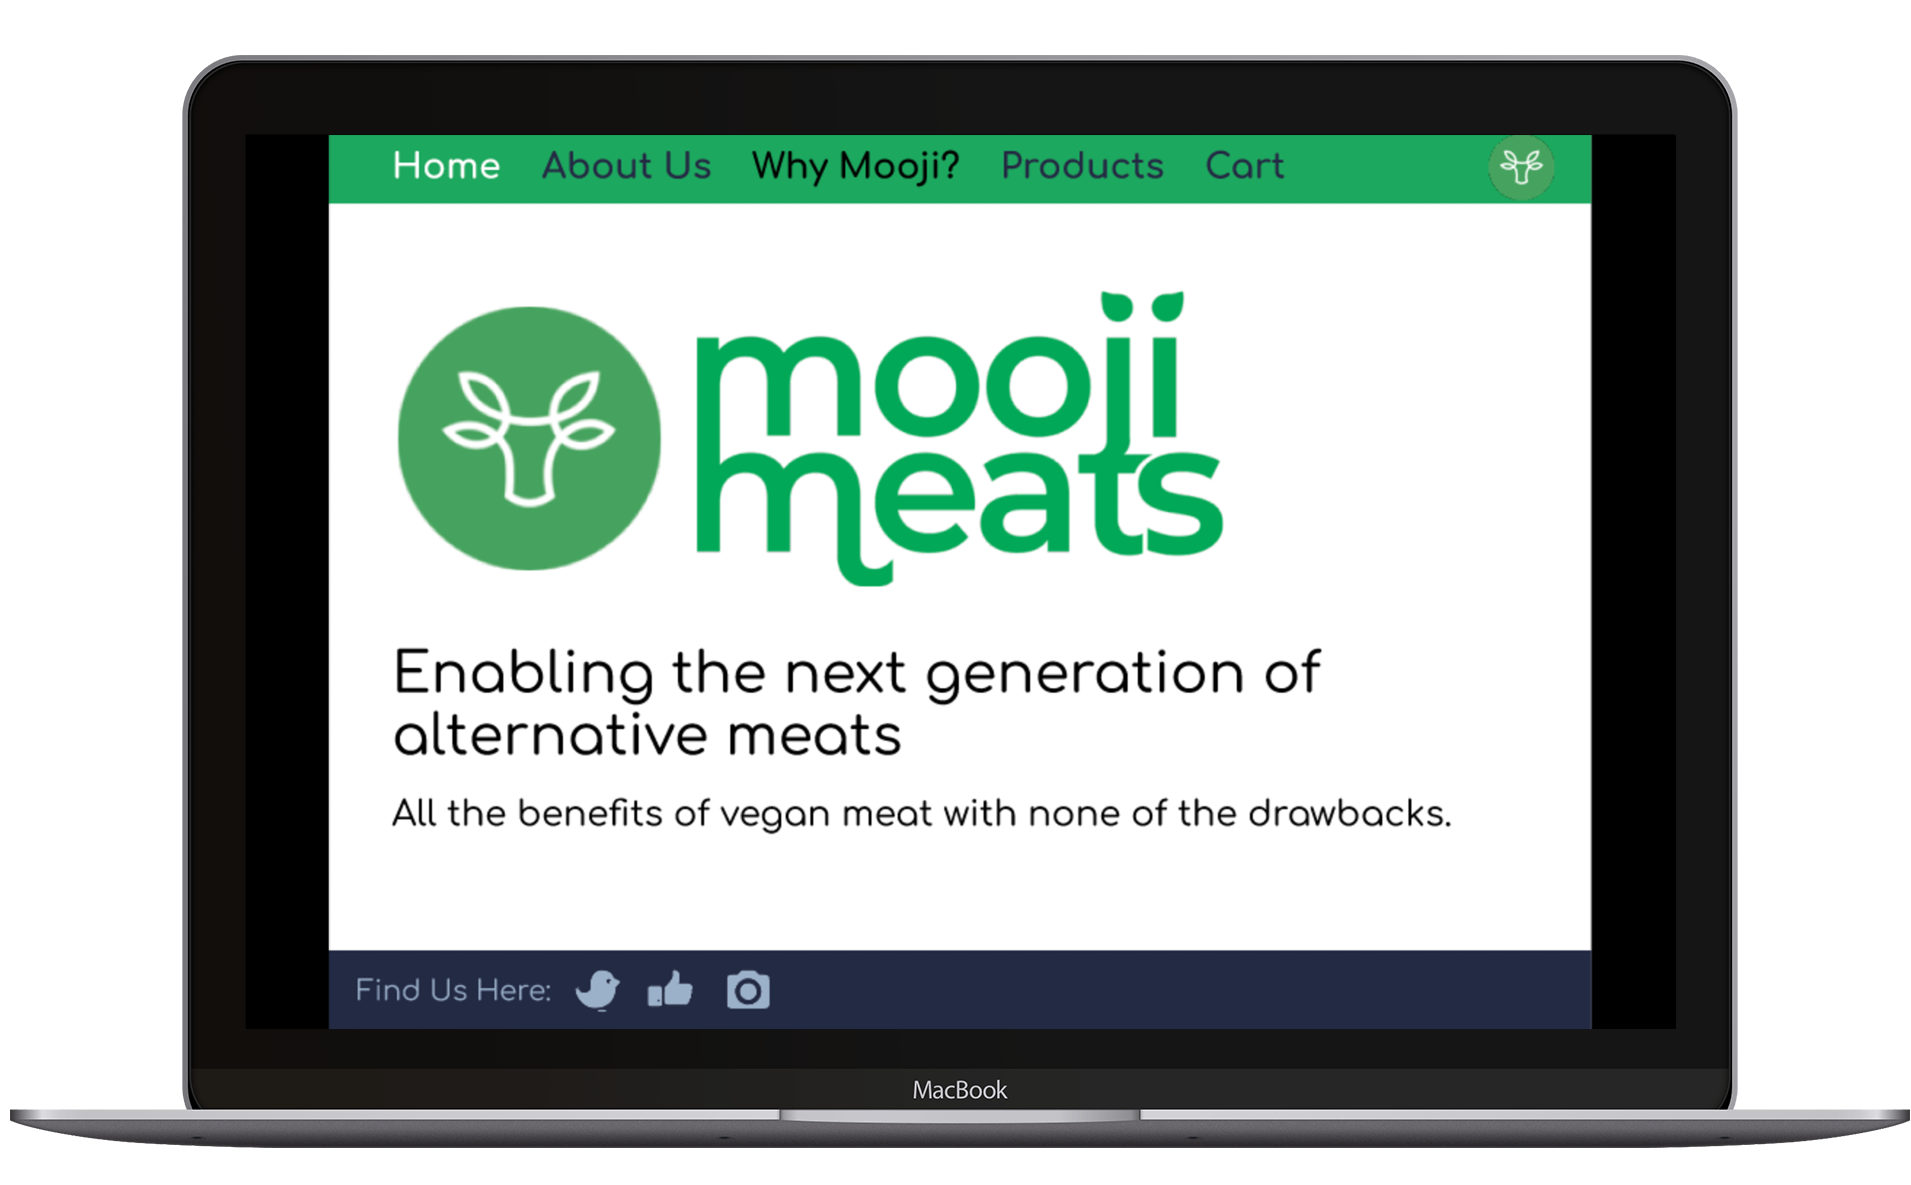 Home About Us Why Mooji? Products Cart
mooji
meats
Enabling the next generation of
alternative meats
All the benefits of vegan meat with none of the drawbacks.
Find Us Here:
MacBook